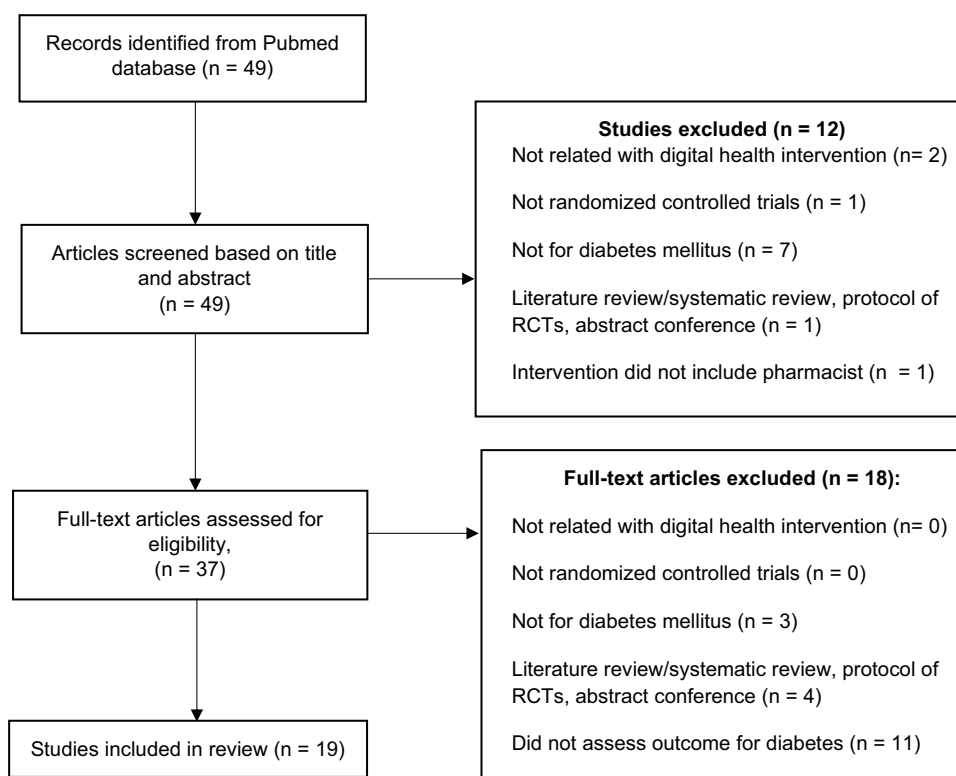 Records identified from Pubmed
database (n = 49)
Studies excluded (n = 12)
Not related with digital health intervention (n= 2)
Not randomized controlled trials (n = 1)
Not for diabetes mellitus (n = 7)
Literature review/systematic review, protocol of
RCTs, abstract conference (n = 1)
Intervention did not include pharmacist (n  = 1)
Articles screened based on title
and abstract
(n = 49)
Full-text articles excluded (n = 18):
Not related with digital health intervention (n= 0)
Not randomized controlled trials (n = 0)
Not for diabetes mellitus (n = 3)
Literature review/systematic review, protocol of
RCTs, abstract conference (n = 4)
Did not assess outcome for diabetes (n = 11)
Full-text articles assessed for
eligibility,
(n = 37)
Studies included in review (n = 19)